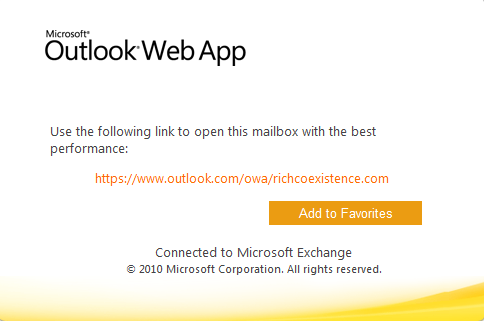 Microsoft®
Outlook® Web App
Use the following link to open this mailbox with the best
performance:
https://www.outlook.com/owa/richcoexistence.com
Add to Favorites
Connected to Microsoft Exchange
© 2010 Microsoft Corporation. All rights reserved.